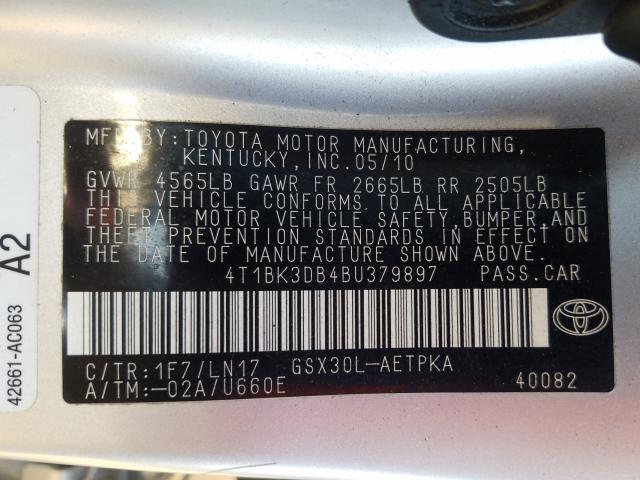 MFD. BY: TOYOTA MOTOR MANUFACTURING,
KENTUCKY, INC. 05/10
GVWR 4565LB GAWR FR 2665LB RR 2505LB
THIS VEHICLE CONFORMS TO ALL APPLICABLE
FEDERAL MOTOR VEHICLE SAFETY, BUMPER, AND
THEFT PREVENTION STANDARDS IN EFFECT ON
THE DATE OF MANUFACTURE SHOWN ABOVE.
4T1BK3DB4BU379897 PASS.CAR
C/TR: 1F7/LN17 GSX30L-AETPKA
A/TM: -02A/U660E 40082
42661-AC063 A2